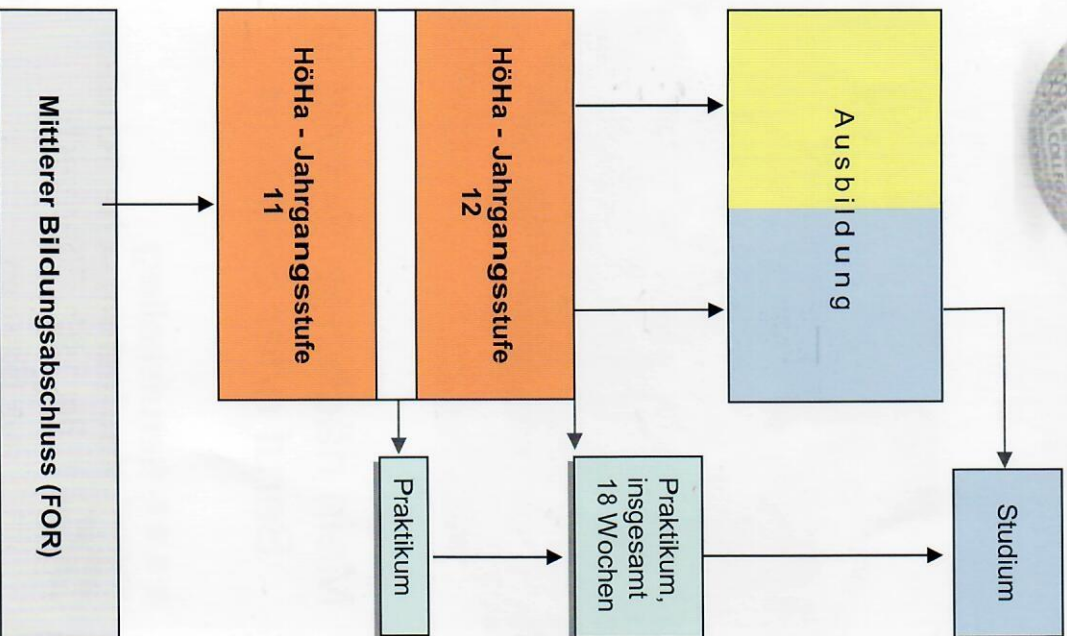 Studium
Ausbildung
Praktikum,
insgesamt
18 Wochen
HöHa - Jahrgangsstufe
12
Praktikum
HöHa - Jahrgangsstufe
11
Mittlerer Bildungsabschluss (FOR)